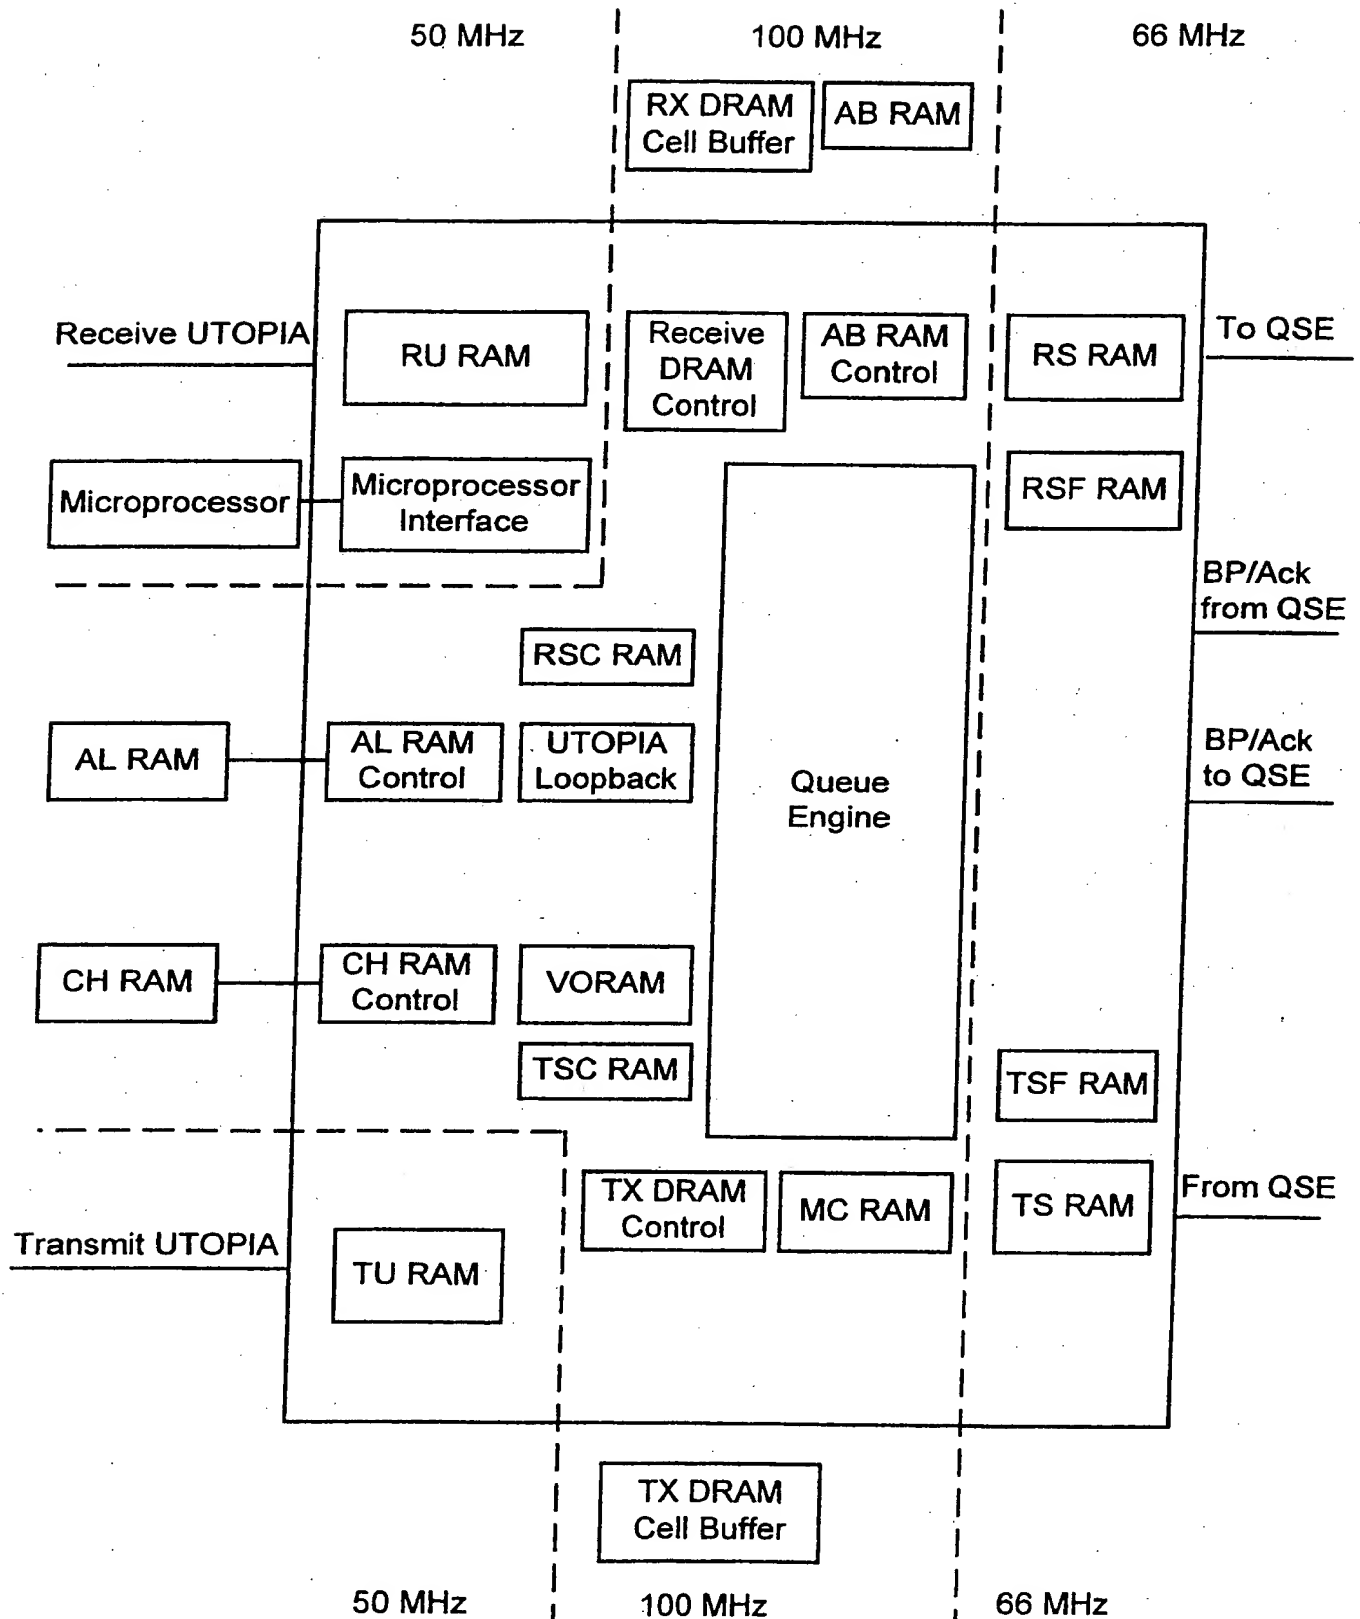 50 MHz
100 MHz
66 MHz
RX DRAM
Cell Buffer
AB RAM
Receive UTOPIA
RU RAM
Receive
DRAM
Control
AB RAM
Control
RS RAM
To QSE
Microprocessor
Microprocessor
Interface
RSF RAM
BP/Ack
from QSE
RSC RAM
AL RAM
AL RAM
Control
UTOPIA
Loopback
Queue
Engine
BP/Ack
to QSE
CH RAM
CH RAM
Control
VORAM
TSC RAM
TSF RAM
TX DRAM
Control
MC RAM
TS RAM
From QSE
Transmit UTOPIA
TU RAM
TX DRAM
Cell Buffer
50 MHz
100 MHz
66 MHz